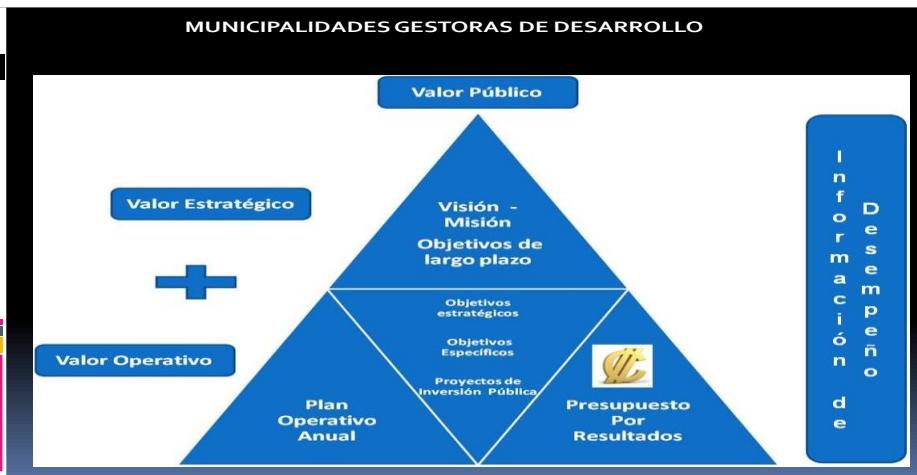 MUNICIPALIDADES GESTORAS DE DESARROLLO
Valor Público
Valor Estratégico
Valor Operativo
Visión -
Misión
Objetivos de
largo plazo
Objetivos
estratégicos
Objetivos
Específicos
Proyectos de
Inversión Pública
Plan
Operativo
Anual
₡
Presupuesto
Por
Resultados
Información de
Desempeño